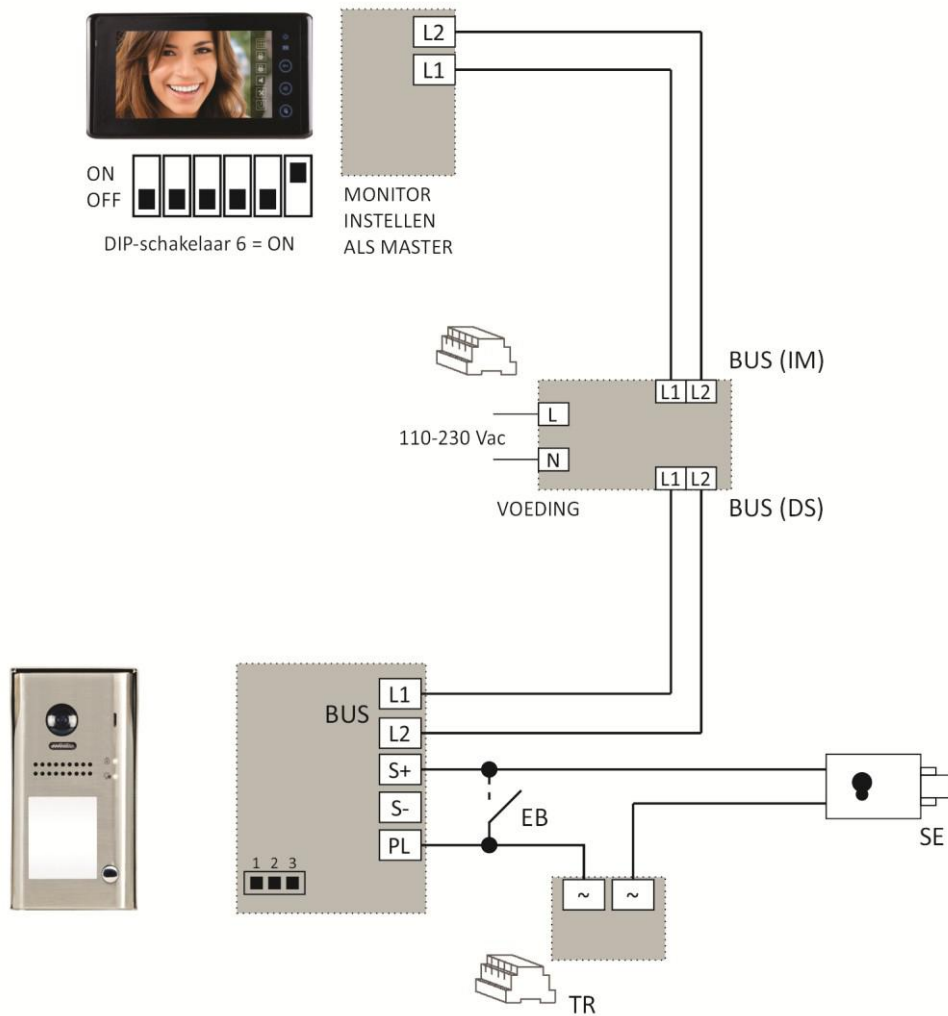 L2
L1
ON
OFF
DIP-schakelaar 6 = ON
MONITOR
INSTELLEN
ALS MASTER
BUS (IM)
L1 L2
L
110-230 Vac
N
L1 L2
VOEDING
BUS (DS)
L1
BUS
L2
S+
S-
EB
PL
SE
1 2 3
~ ~
TR